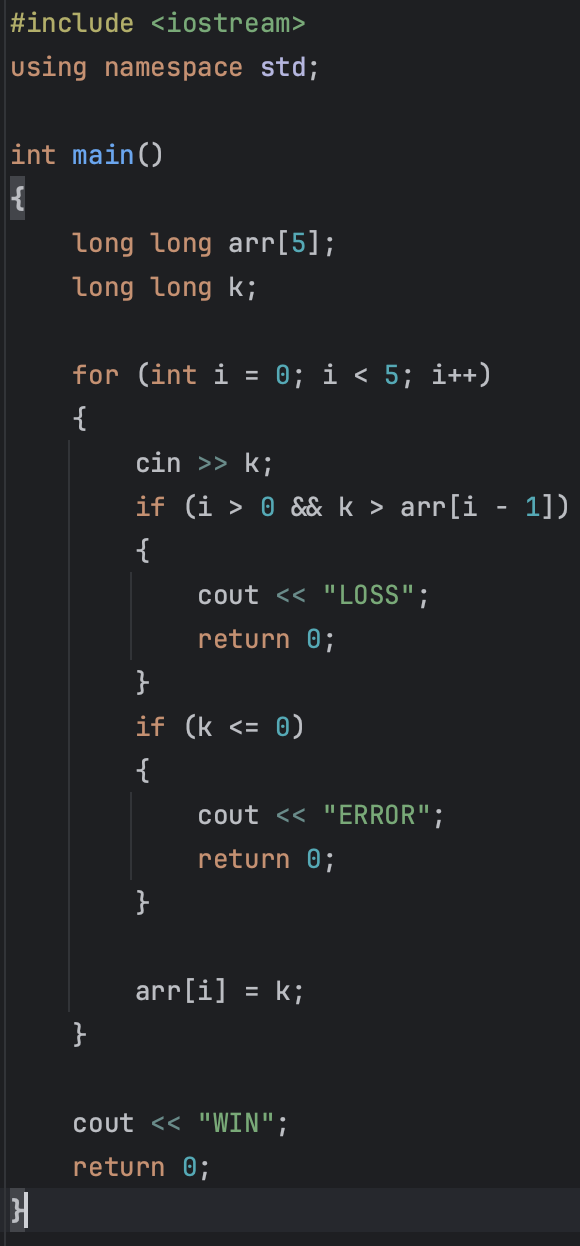 #include <iostream>
using namespace std;

int main()
{
    long long arr[5];
    long long k;

    for (int i = 0; i < 5; i++)
    {
        cin >> k;
        if (i > 0 && k > arr[i - 1])
        {
            cout << "LOSS";
            return 0;
        }
        if (k <= 0)
        {
            cout << "ERROR";
            return 0;
        }

        arr[i] = k;
    }

    cout << "WIN";
    return 0;
}